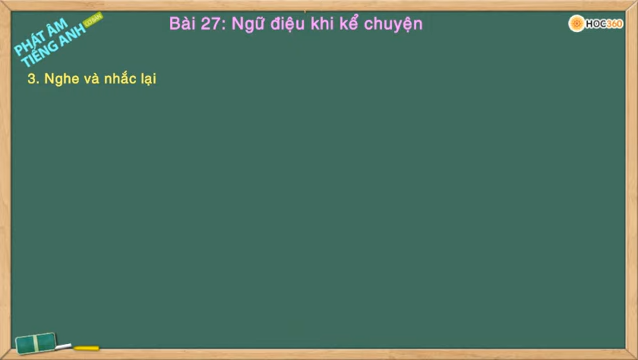 Bài 27: Ngữ điệu khi kể chuyện
PHÁT ÂM
TIẾNG ANH
HOC360
3. Nghe và nhắc lại